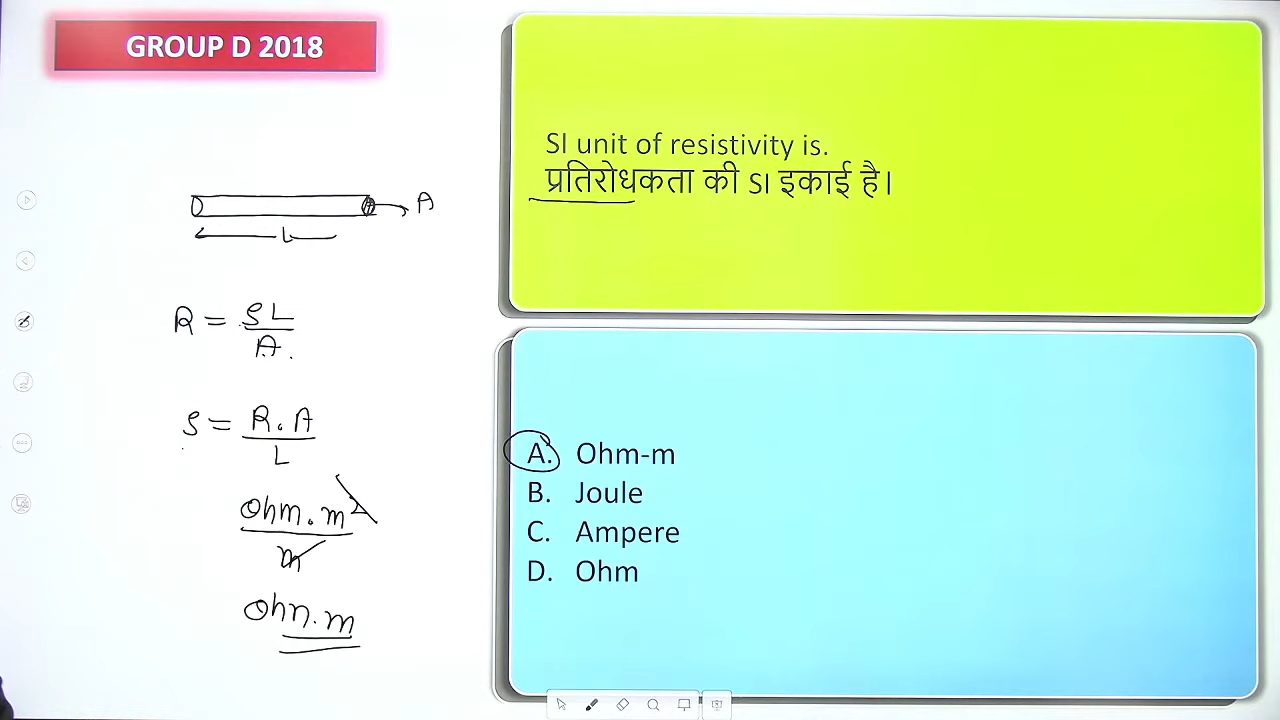 GROUP D 2018
SI unit of resistivity is.
प्रतिरोधकता की SI इकाई है।
A
L
R = ρL
A
ρ = R . A
L
Ohm . m²
m
Ohm . m
A. Ohm-m
B. Joule
C. Ampere
D. Ohm